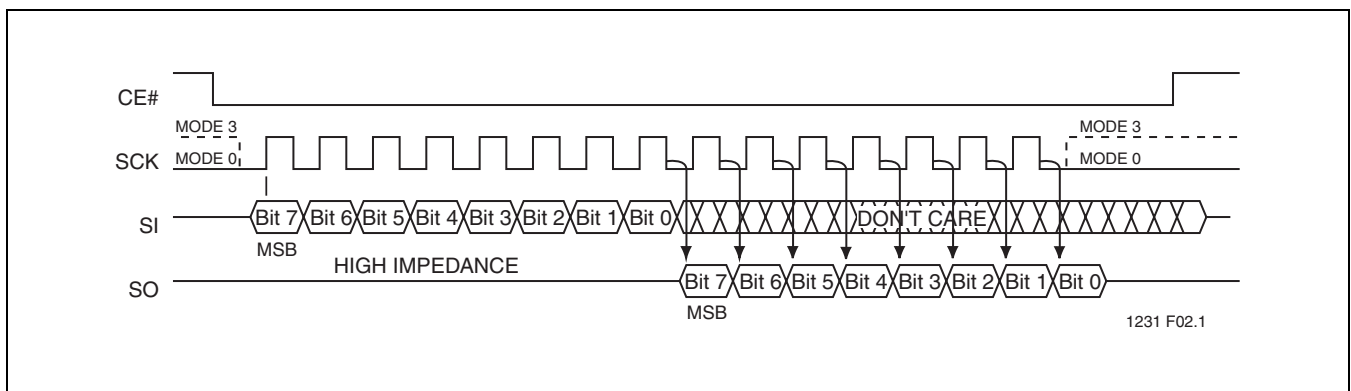 CE#
MODE 3 MODE 3
SCK MODE 0 MODE 0
SI Bit 7 Bit 6 Bit 5 Bit 4 Bit 3 Bit 2 Bit 1 Bit 0 DON'T CARE
MSB
HIGH IMPEDANCE
SO Bit 7 Bit 6 Bit 5 Bit 4 Bit 3 Bit 2 Bit 1 Bit 0
MSB
1231 F02.1